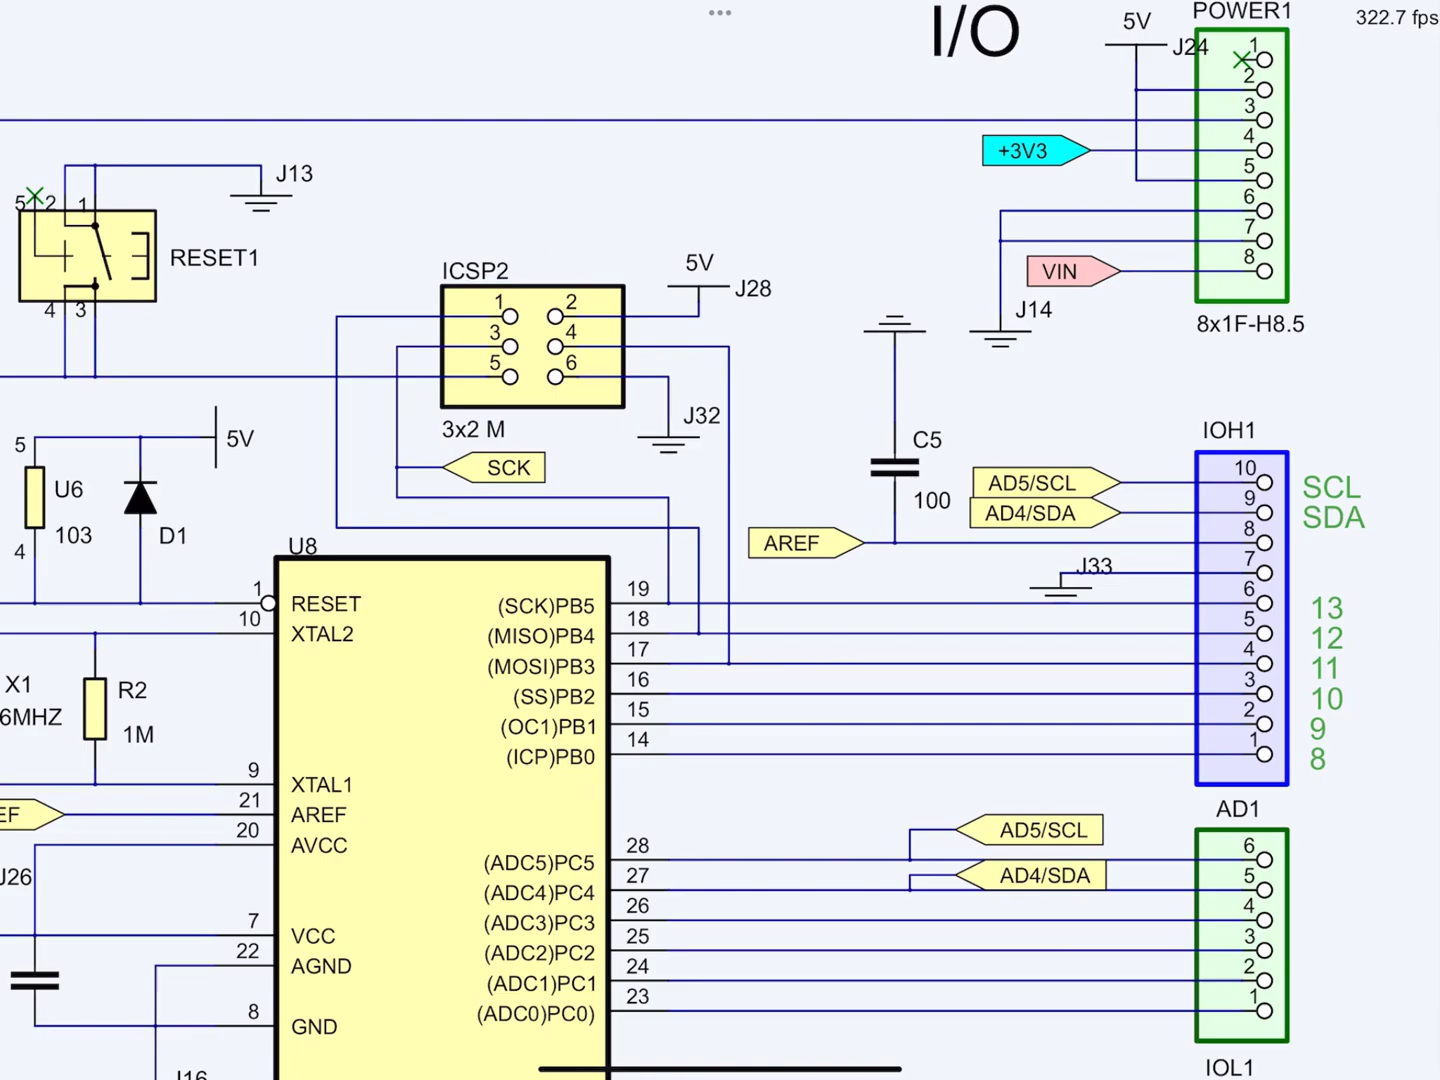 I/O
322.7 fps
POWER1
5V
J24
1
2
3
4
5
6
7
8
+3V3
VIN
J14
8x1F-H8.5
J13
5
2
1
4
3
RESET1
ICSP2
1
2
3
4
5
6
3x2 M
5V
J28
J32
SCK
5V
5
U6
103
4
D1
C5
100
AREF
AD5/SCL
AD4/SDA
J33
IOH1
10
9
8
7
6
5
4
3
2
1
SCL
SDA
13
12
11
10
9
8
U8
1
RESET
10
XTAL2
9
XTAL1
21
AREF
20
AVCC
7
VCC
22
AGND
8
GND
(SCK)PB5
19
(MISO)PB4
18
(MOSI)PB3
17
(SS)PB2
16
(OC1)PB1
15
(ICP)PB0
14
(ADC5)PC5
28
(ADC4)PC4
27
(ADC3)PC3
26
(ADC2)PC2
25
(ADC1)PC1
24
(ADC0)PC0)
23
X1
6MHZ
R2
1M
EF
J26
J16
AD5/SCL
AD4/SDA
AD1
6
5
4
3
2
1
IOL1